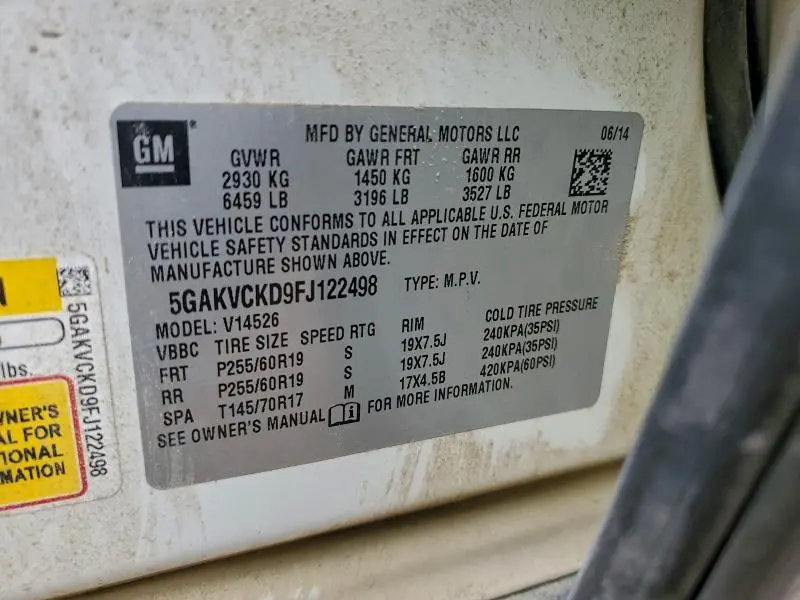 GM
MFD BY GENERAL MOTORS LLC 06/14
GVWR GAWR FRT GAWR RR
2930 KG 1450 KG 1600 KG
6459 LB 3196 LB 3527 LB
THIS VEHICLE CONFORMS TO ALL APPLICABLE U.S. FEDERAL MOTOR
VEHICLE SAFETY STANDARDS IN EFFECT ON THE DATE OF
MANUFACTURE SHOWN ABOVE.
5GAKVCKD9FJ122498 TYPE: M.P.V.
MODEL: V14526
VBBC TIRE SIZE SPEED RTG RIM COLD TIRE PRESSURE
FRT P255/60R19 S 19X7.5J 240KPA(35PSI)
RR P255/60R19 S 19X7.5J 240KPA(35PSI)
SPA T145/70R17 M 17X4.5B 420KPA(60PSI)
SEE OWNER'S MANUAL FOR MORE INFORMATION.
lbs.
5GAKVCKD9FJ122498
FOR